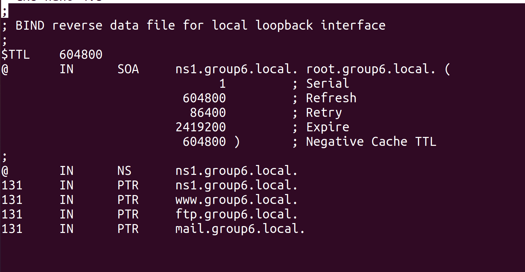 ;
; BIND reverse data file for local loopback interface
;
$TTL    604800
@       IN      SOA     ns1.group6.local. root.group6.local. (
                              1         ; Serial
                         604800         ; Refresh
                          86400         ; Retry
                        2419200         ; Expire
                         604800 )       ; Negative Cache TTL
;
@       IN      NS      ns1.group6.local.
131     IN      PTR     ns1.group6.local.
131     IN      PTR     www.group6.local.
131     IN      PTR     ftp.group6.local.
131     IN      PTR     mail.group6.local.